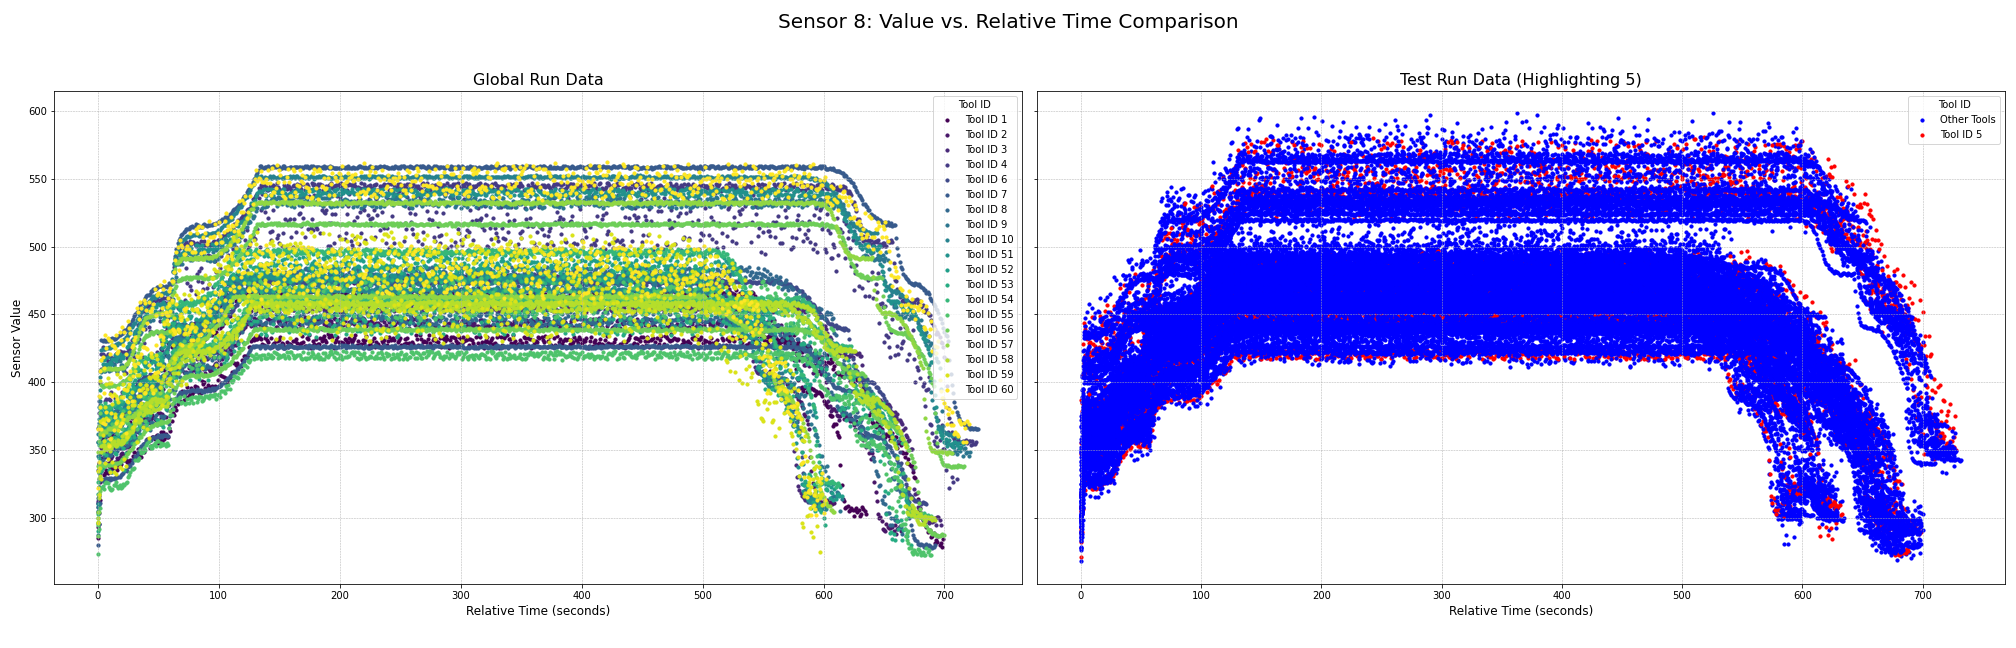 Sensor 8: Value vs. Relative Time Comparison
Global Run Data
Sensor Value
600
550
500
450
400
350
300
0
100
200
300
400
500
600
700
Relative Time (seconds)
Tool ID
Tool ID 1
Tool ID 2
Tool ID 3
Tool ID 4
Tool ID 6
Tool ID 7
Tool ID 8
Tool ID 9
Tool ID 10
Tool ID 51
Tool ID 52
Tool ID 53
Tool ID 54
Tool ID 55
Tool ID 56
Tool ID 57
Tool ID 58
Tool ID 59
Tool ID 60
Test Run Data (Highlighting 5)
Tool ID
Other Tools
Tool ID 5
0
100
200
300
400
500
600
700
Relative Time (seconds)